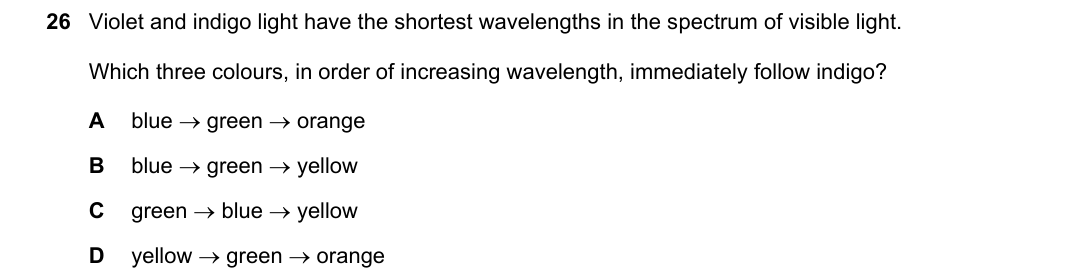 26 Violet and indigo light have the shortest wavelengths in the spectrum of visible light.
Which three colours, in order of increasing wavelength, immediately follow indigo?
A blue → green → orange
B blue → green → yellow
C green → blue → yellow
D yellow → green → orange